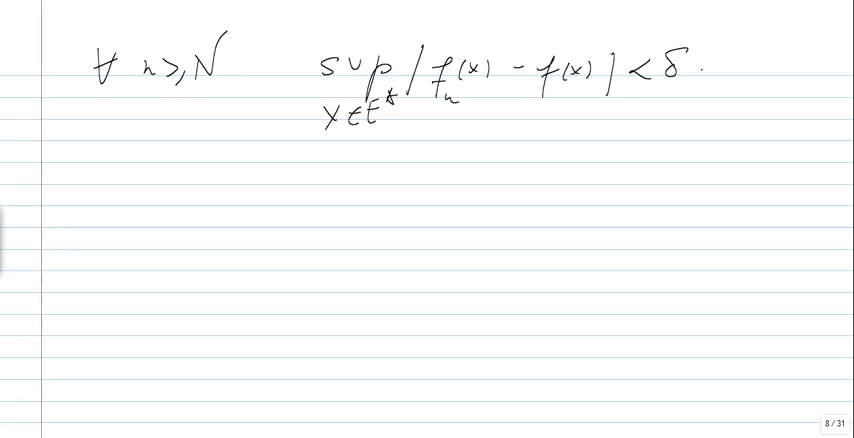 ∀ n ≥ N sup |fₙ(x) - f(x)| < δ.
x∈E*
8 / 31